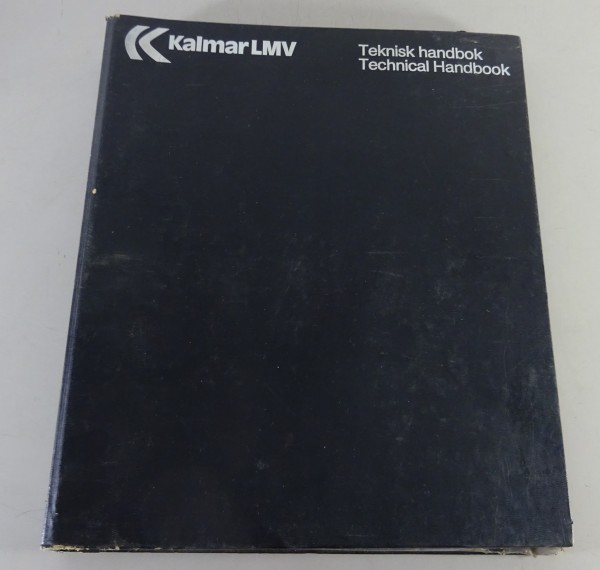 Kalmar LMV
Teknisk handbok
Technical Handbook